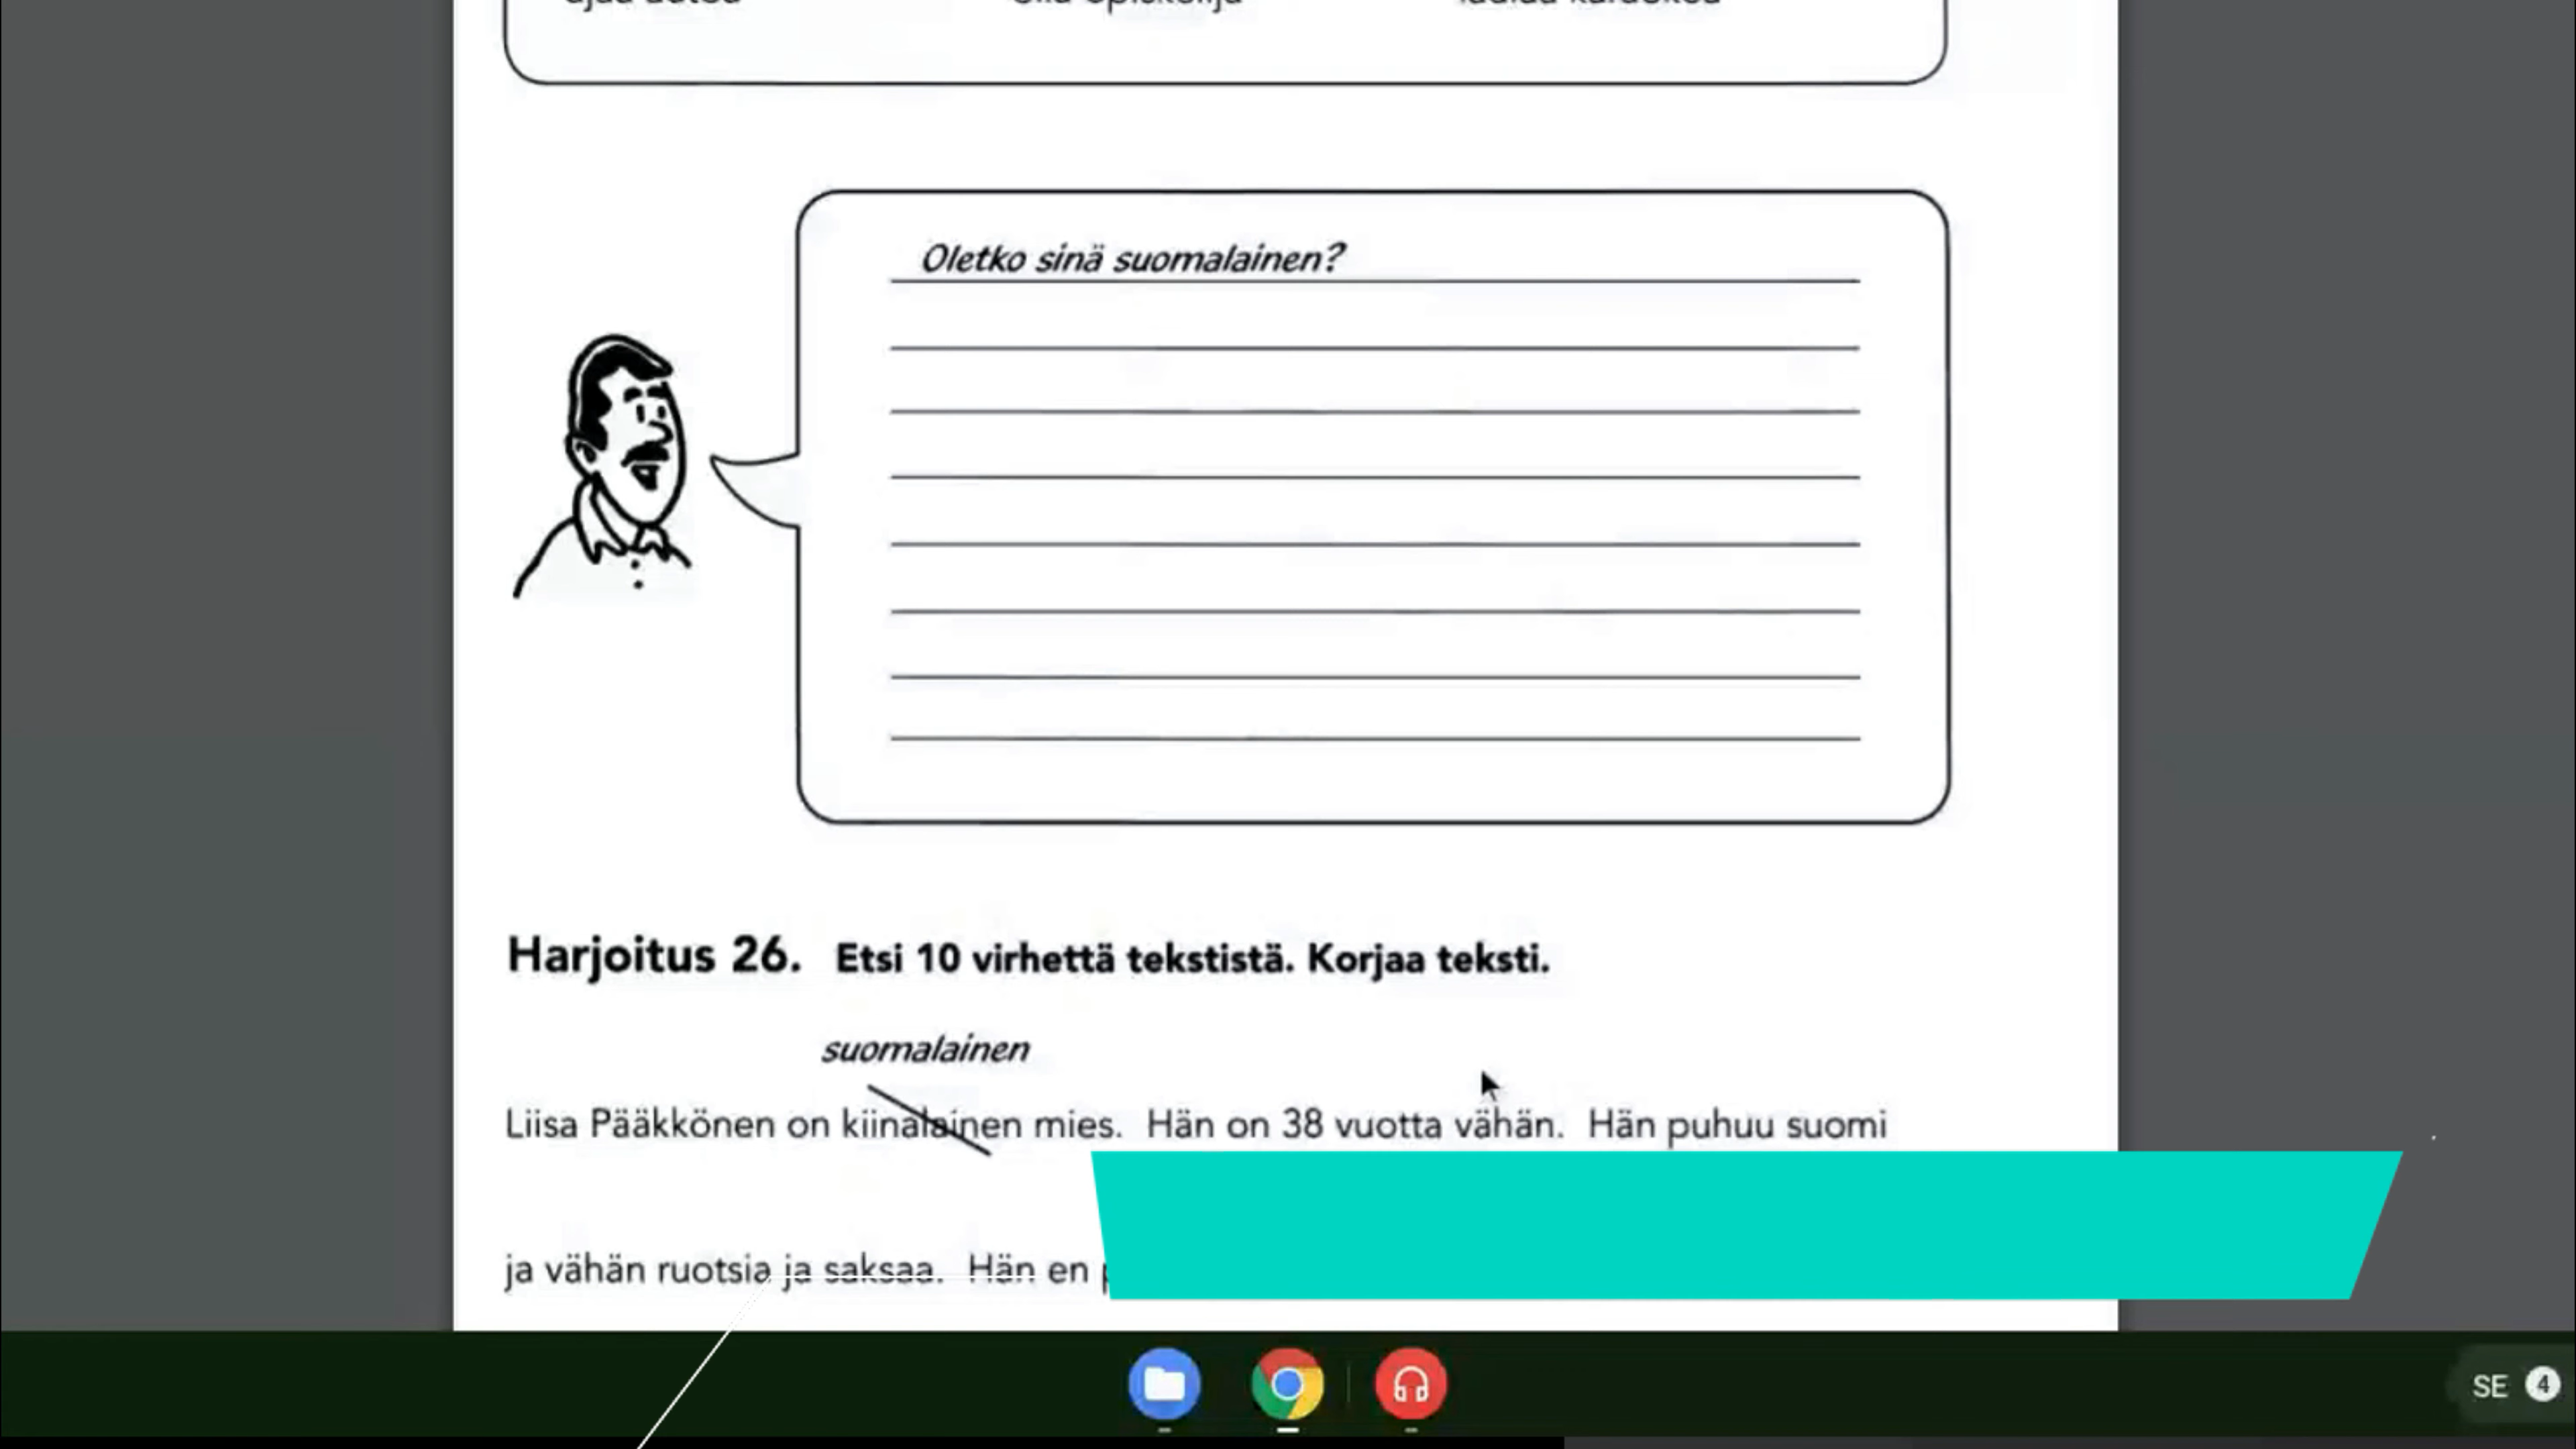 Oletko sinä suomalainen?
Harjoitus 26. Etsi 10 virhettä tekstistä. Korjaa teksti.
suomalainen
Liisa Pääkkönen on kiinalainen mies. Hän on 38 vuotta vähän. Hän puhuu suomi
ja vähän ruotsia ja saksaa. Hän en
SE 4